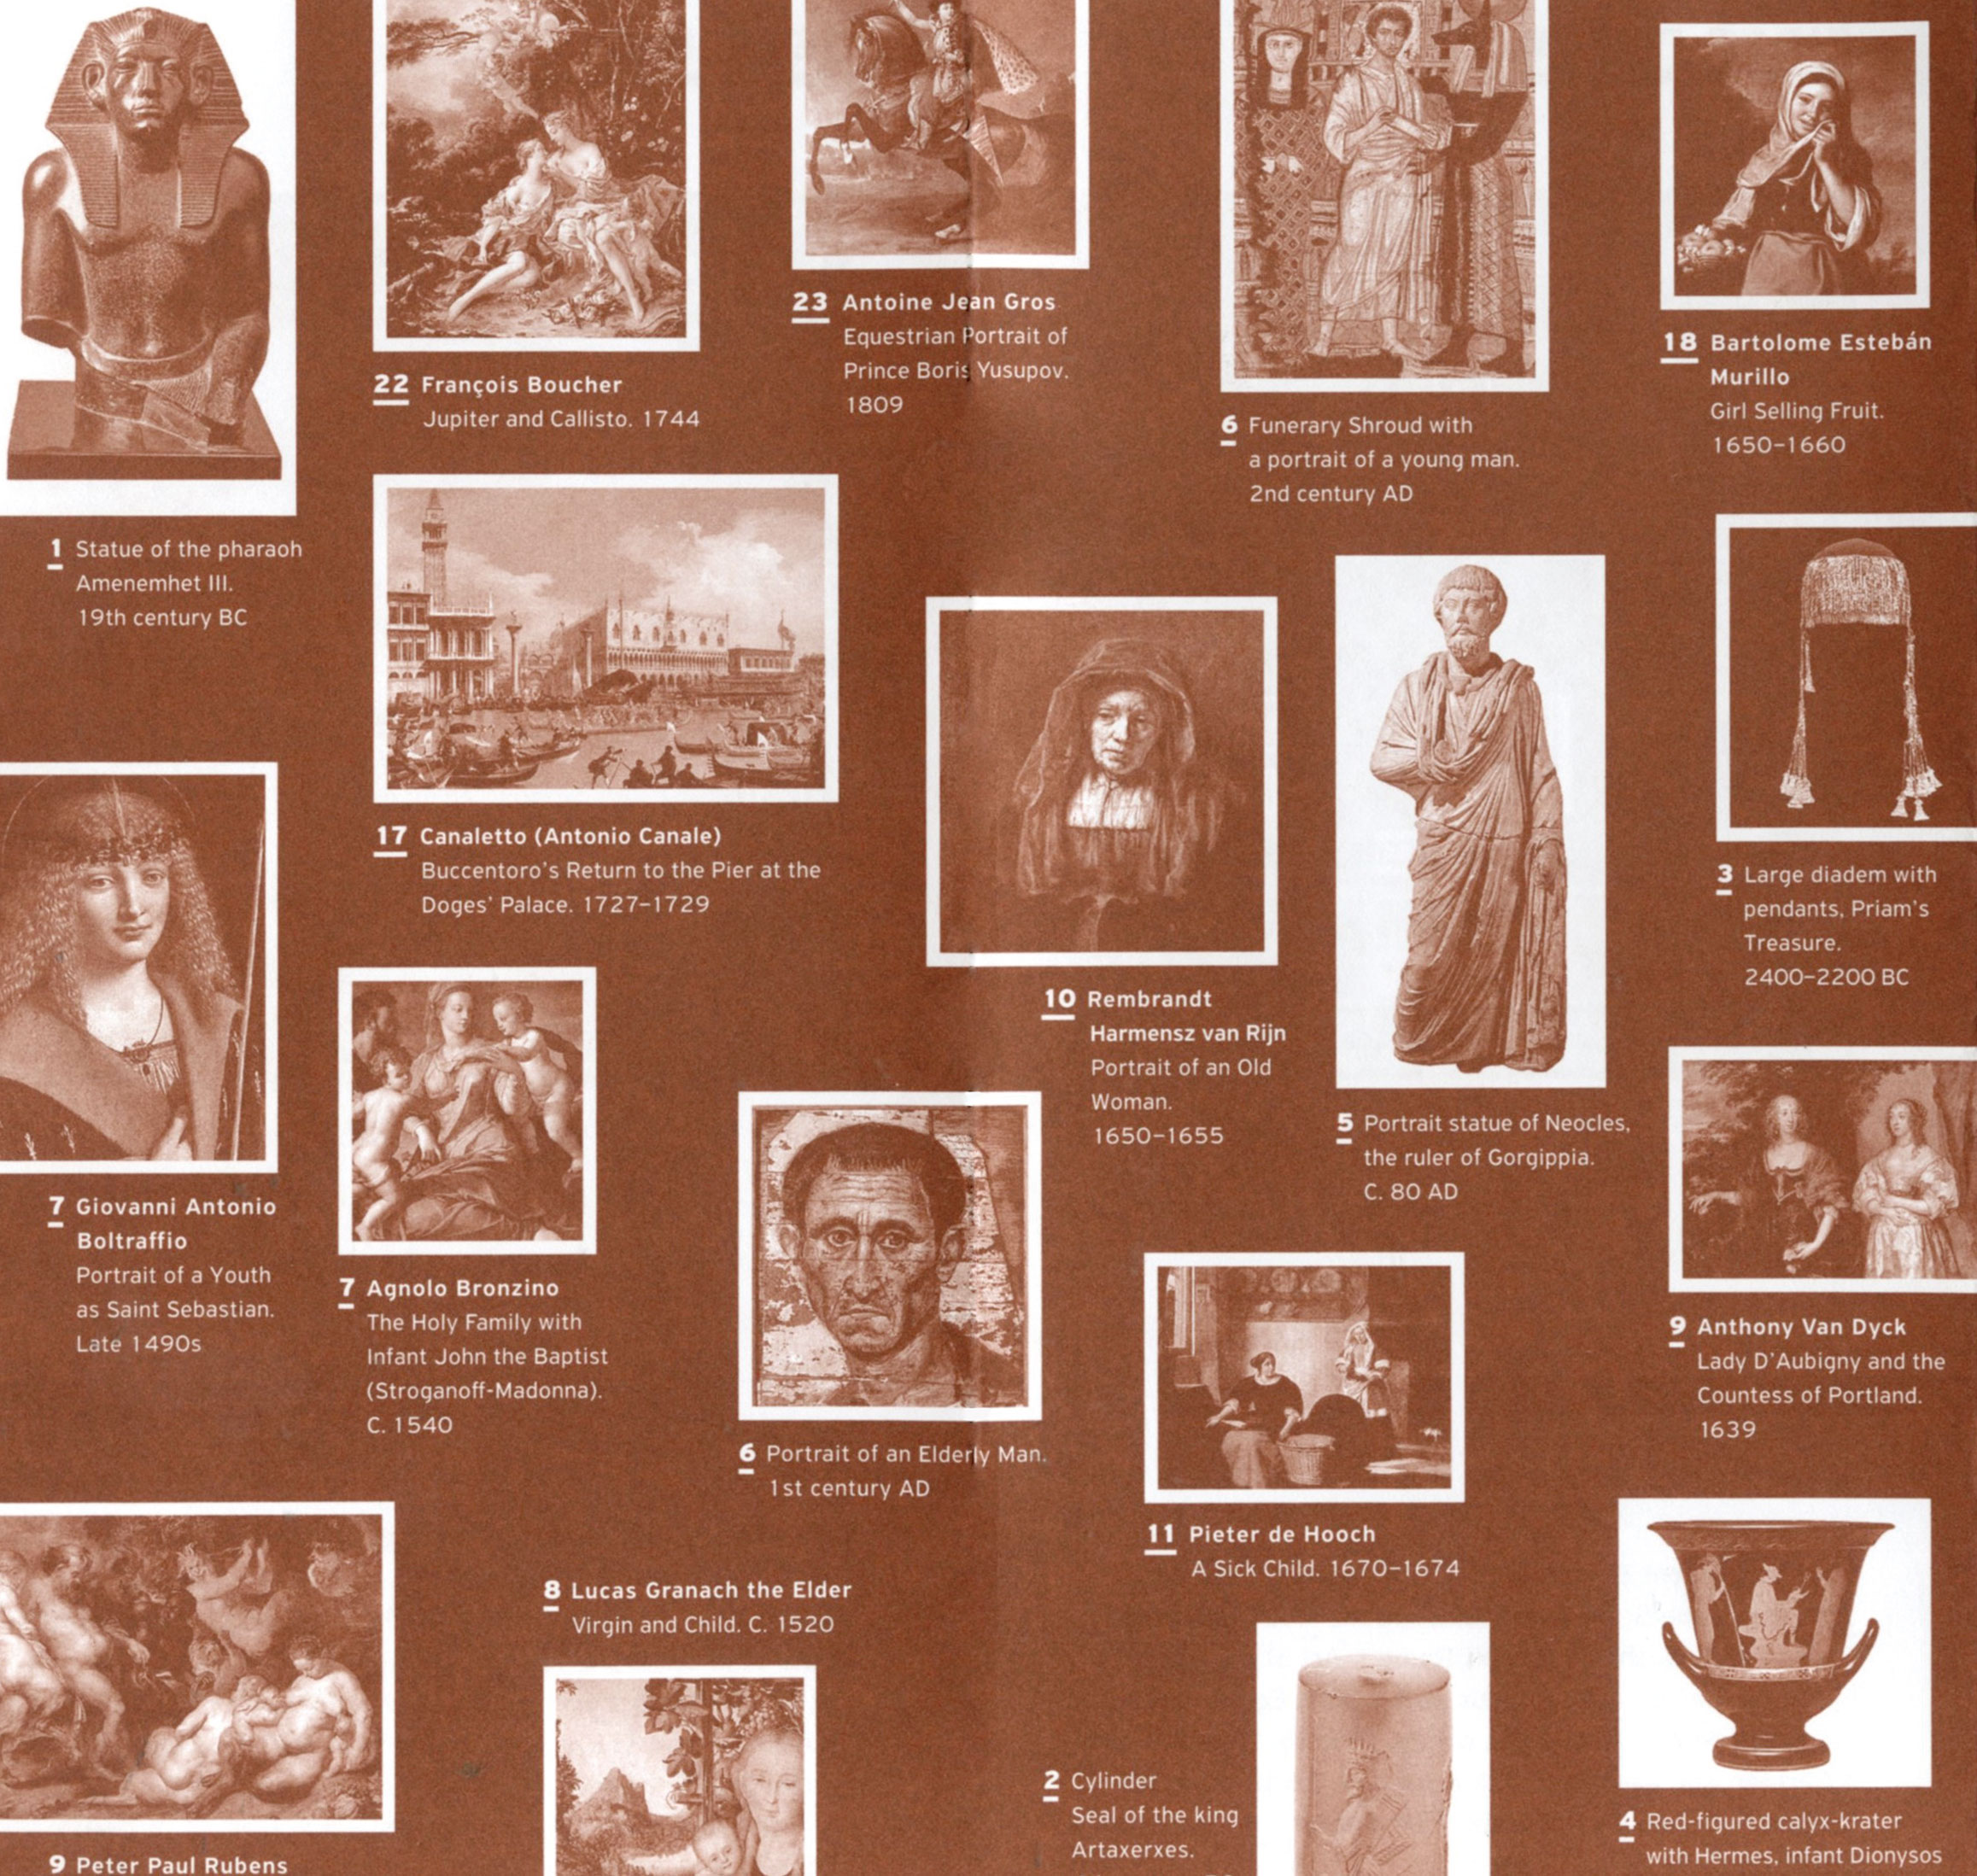 23 Antoine Jean Gros
Equestrian Portrait of
Prince Boris Yusupov.
1809
18 Bartolome Estebán
Murillo
Girl Selling Fruit.
1650–1660
22 François Boucher
Jupiter and Callisto. 1744
6 Funerary Shroud with
a portrait of a young man.
2nd century AD
1 Statue of the pharaoh
Amenemhet III.
19th century BC
17 Canaletto (Antonio Canale)
Buccentoro's Return to the Pier at the
Doges' Palace. 1727–1729
3 Large diadem with
pendants, Priam's
Treasure.
2400–2200 BC
10 Rembrandt
Harmensz van Rijn
Portrait of an Old
Woman.
1650–1655
5 Portrait statue of Neocles,
the ruler of Gorgippia.
C. 80 AD
7 Giovanni Antonio
Boltraffio
Portrait of a Youth
as Saint Sebastian.
Late 1490s
7 Agnolo Bronzino
The Holy Family with
Infant John the Baptist
(Stroganoff-Madonna).
C. 1540
9 Anthony Van Dyck
Lady D'Aubigny and the
Countess of Portland.
1639
6 Portrait of an Elderly Man.
1st century AD
11 Pieter de Hooch
A Sick Child. 1670–1674
8 Lucas Granach the Elder
Virgin and Child. C. 1520
2 Cylinder
Seal of the king
Artaxerxes.
4 Red-figured calyx-krater
with Hermes, infant Dionysos
9 Peter Paul Rubens